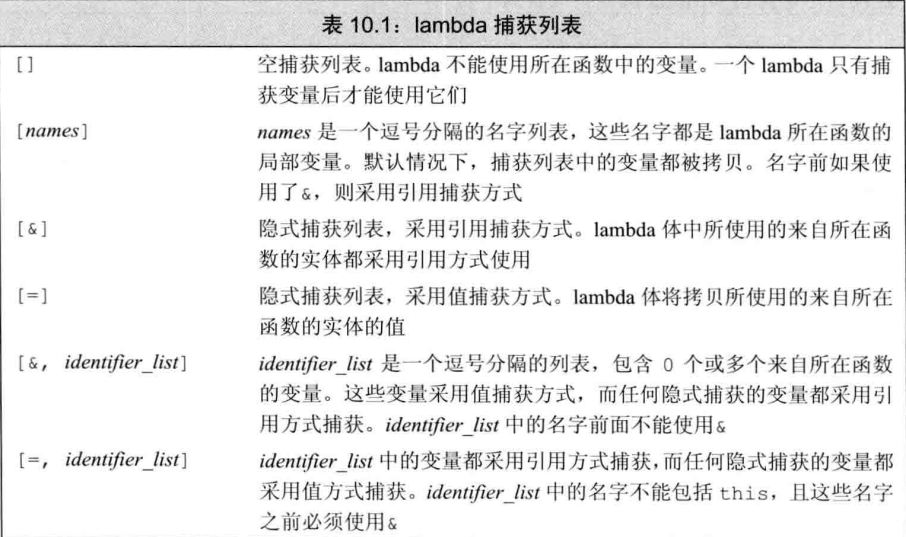 表 10.1：lambda 捕获列表
[] 空捕获列表。lambda 不能使用所在函数中的变量。一个 lambda 只有捕
获变量后才能使用它们
[names] names 是一个逗号分隔的名字列表，这些名字都是 lambda 所在函数的
局部变量。默认情况下，捕获列表中的变量都被拷贝。名字前如果使
用了&，则采用引用捕获方式
[&] 隐式捕获列表，采用引用捕获方式。lambda 体中所使用的来自所在函
数的实体都采用引用方式使用
[=] 隐式捕获列表，采用值捕获方式。lambda 体将拷贝所使用的来自所在
函数的实体的值
[&, identifier_list] identifier_list 是一个逗号分隔的列表，包含 0 个或多个来自所在函数
的变量。这些变量采用值捕获方式，而任何隐式捕获的变量都采用引
用方式捕获。identifier_list 中的名字前面不能使用&
[=, identifier_list] identifier_list 中的变量都采用引用方式捕获，而任何隐式捕获的变量都
采用值方式捕获。identifier_list 中的名字不能包括 this，且这些名字
之前必须使用&